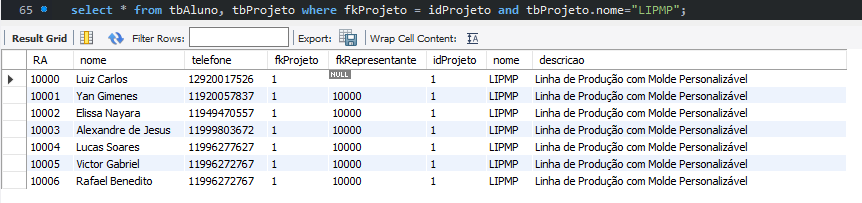 65 select * from tbAluno, tbProjeto where fkProjeto = idProjeto and tbProjeto.nome="LIPMP";
Result Grid Filter Rows: Export: Wrap Cell Content:
RA nome telefone fkProjeto fkRepresentante idProjeto nome descricao
10000 Luiz Carlos 12920017526 1 NULL 1 LIPMP Linha de Produção com Molde Personalizável
10001 Yan Gimenes 11920057837 1 10000 1 LIPMP Linha de Produção com Molde Personalizável
10002 Elissa Nayara 11949470557 1 10000 1 LIPMP Linha de Produção com Molde Personalizável
10003 Alexandre de Jesus 11999803672 1 10000 1 LIPMP Linha de Produção com Molde Personalizável
10004 Lucas Soares 11996277627 1 10000 1 LIPMP Linha de Produção com Molde Personalizável
10005 Victor Gabriel 11996272767 1 10000 1 LIPMP Linha de Produção com Molde Personalizável
10006 Rafael Benedito 11996272767 1 10000 1 LIPMP Linha de Produção com Molde Personalizável